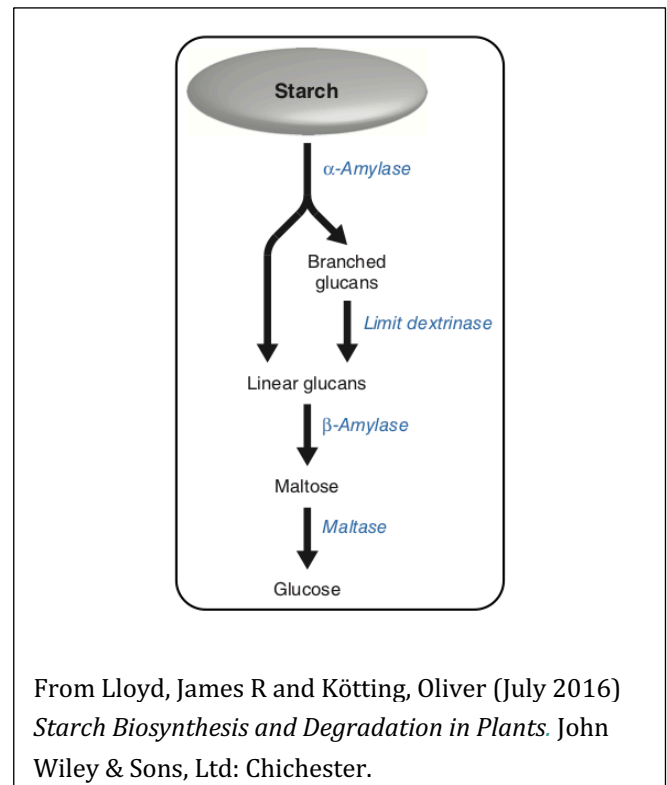 Starch
α-Amylase
Branched
glucans
Limit dextrinase
Linear glucans
β-Amylase
Maltose
Maltase
Glucose
From Lloyd, James R and Kötting, Oliver (July 2016)
Starch Biosynthesis and Degradation in Plants. John
Wiley & Sons, Ltd: Chichester.